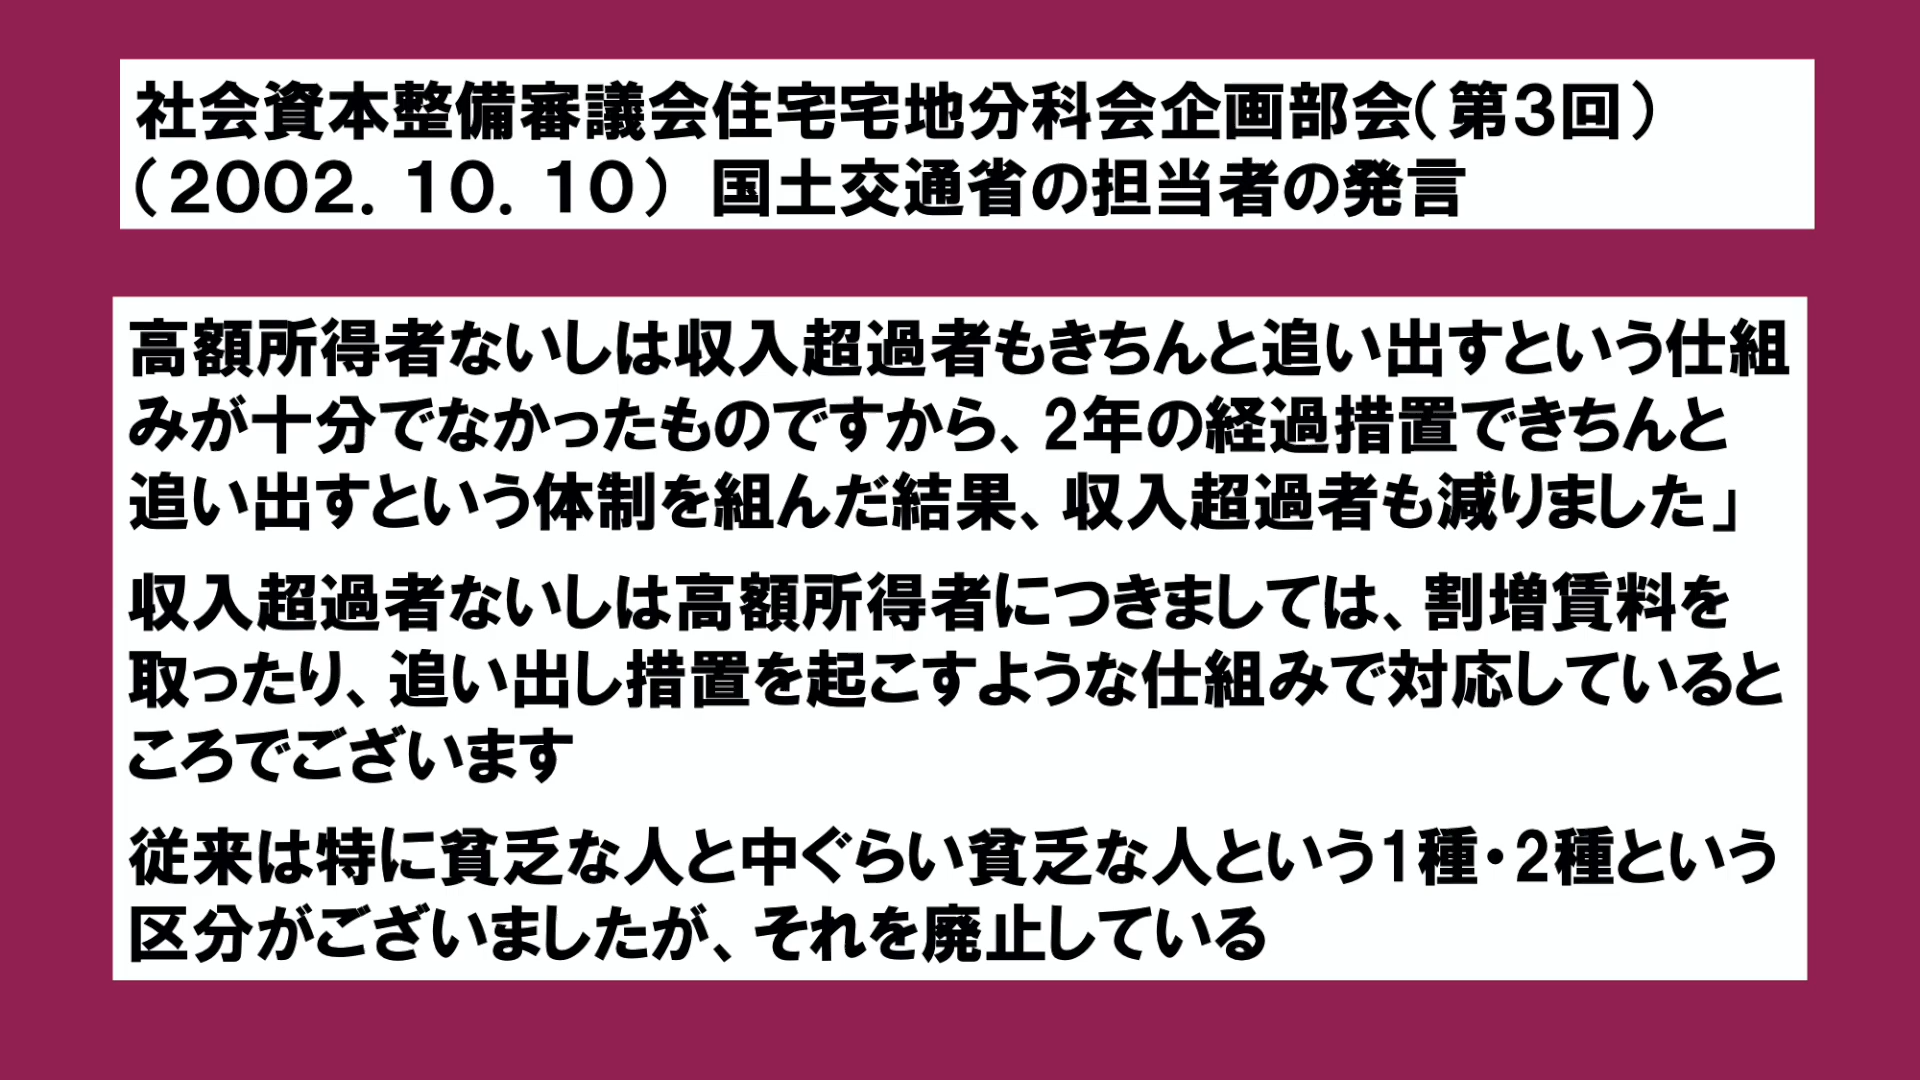 社会資本整備審議会住宅宅地分科会企画部会（第３回）
（２００２．１０．１０） 国土交通省の担当者の発言
高額所得者ないしは収入超過者もきちんと追い出すという仕組
みが十分でなかったものですから、2年の経過措置できちんと
追い出すという体制を組んだ結果、収入超過者も減りました」
収入超過者ないしは高額所得者につきましては、割増賃料を
取ったり、追い出し措置を起こすような仕組みで対応していると
ころでございます
従来は特に貧乏な人と中ぐらい貧乏な人という1種・2種という
区分がございましたが、それを廃止している